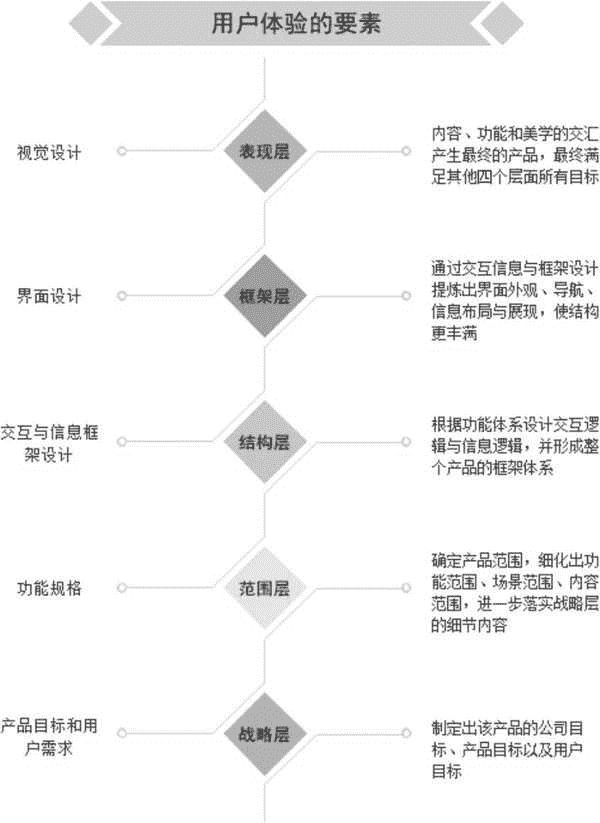 用户体验的要素
视觉设计
表现层
内容、功能和美学的交汇
产生最终的产品，最终满
足其他四个层面所有目标
界面设计
框架层
通过交互信息与框架设计
提炼出界面外观、导航、
信息布局与展现，使结构
更丰满
交互与信息框
架设计
结构层
根据功能体系设计交互逻
辑与信息逻辑，并形成整
个产品的框架体系
功能规格
范围层
确定产品范围，细化出功
能范围、场景范围、内容
范围，进一步落实战略层
的细节内容
产品目标和用
户需求
战略层
制定出该产品的公司目
标、产品目标以及用户
目标